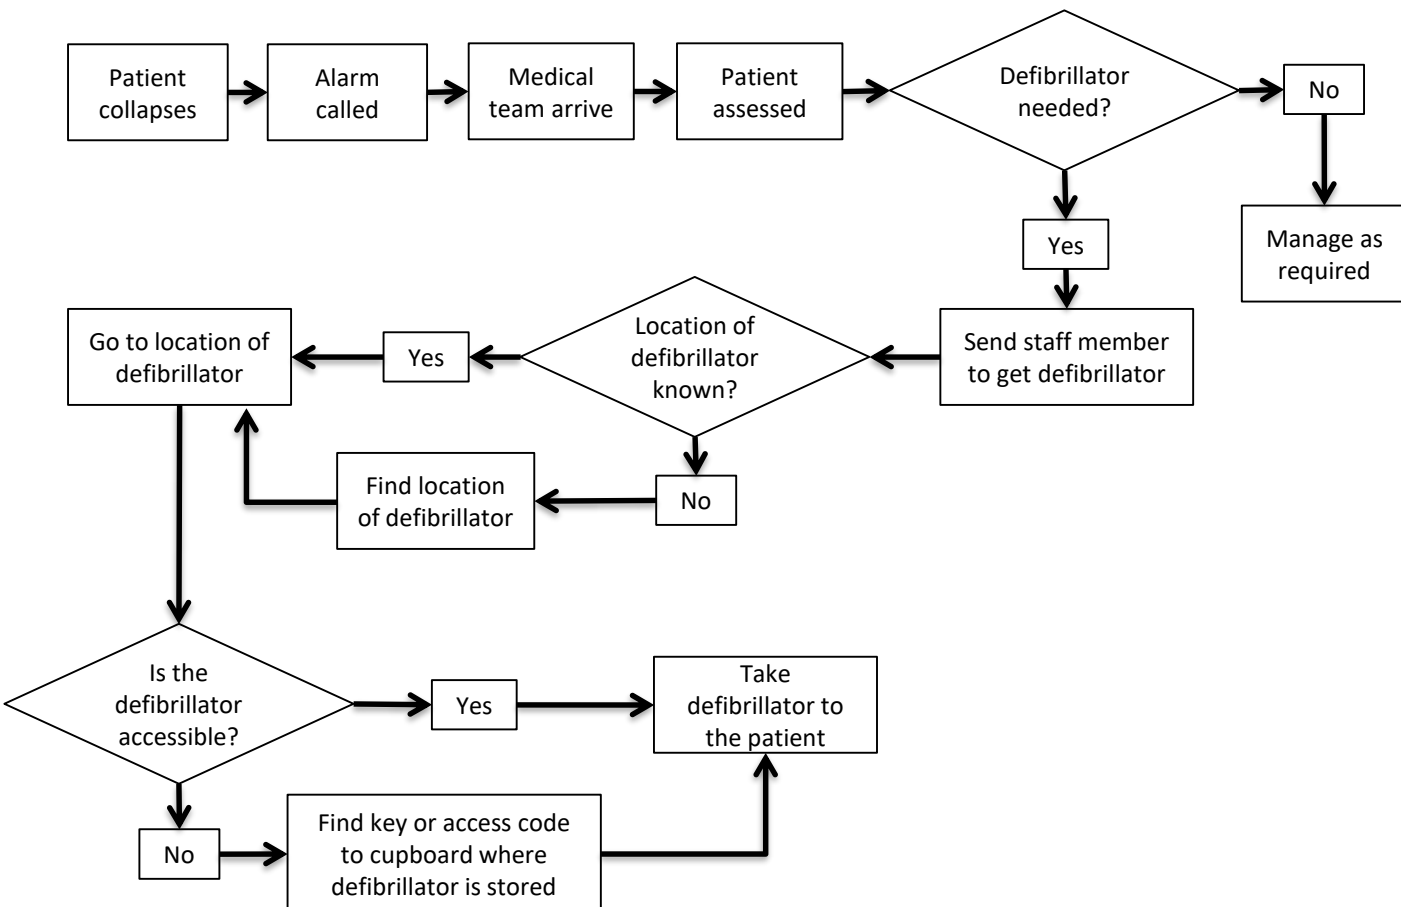 Patient
collapses
Alarm
called
Medical
team arrive
Patient
assessed
Defibrillator
needed?
No
Manage as
required
Yes
Send staff member
to get defibrillator
Location of
defibrillator
known?
Yes
Go to location of
defibrillator
No
Find location
of defibrillator
Is the
defibrillator
accessible?
Yes
Take
defibrillator to
the patient
No
Find key or access code
to cupboard where
defibrillator is stored